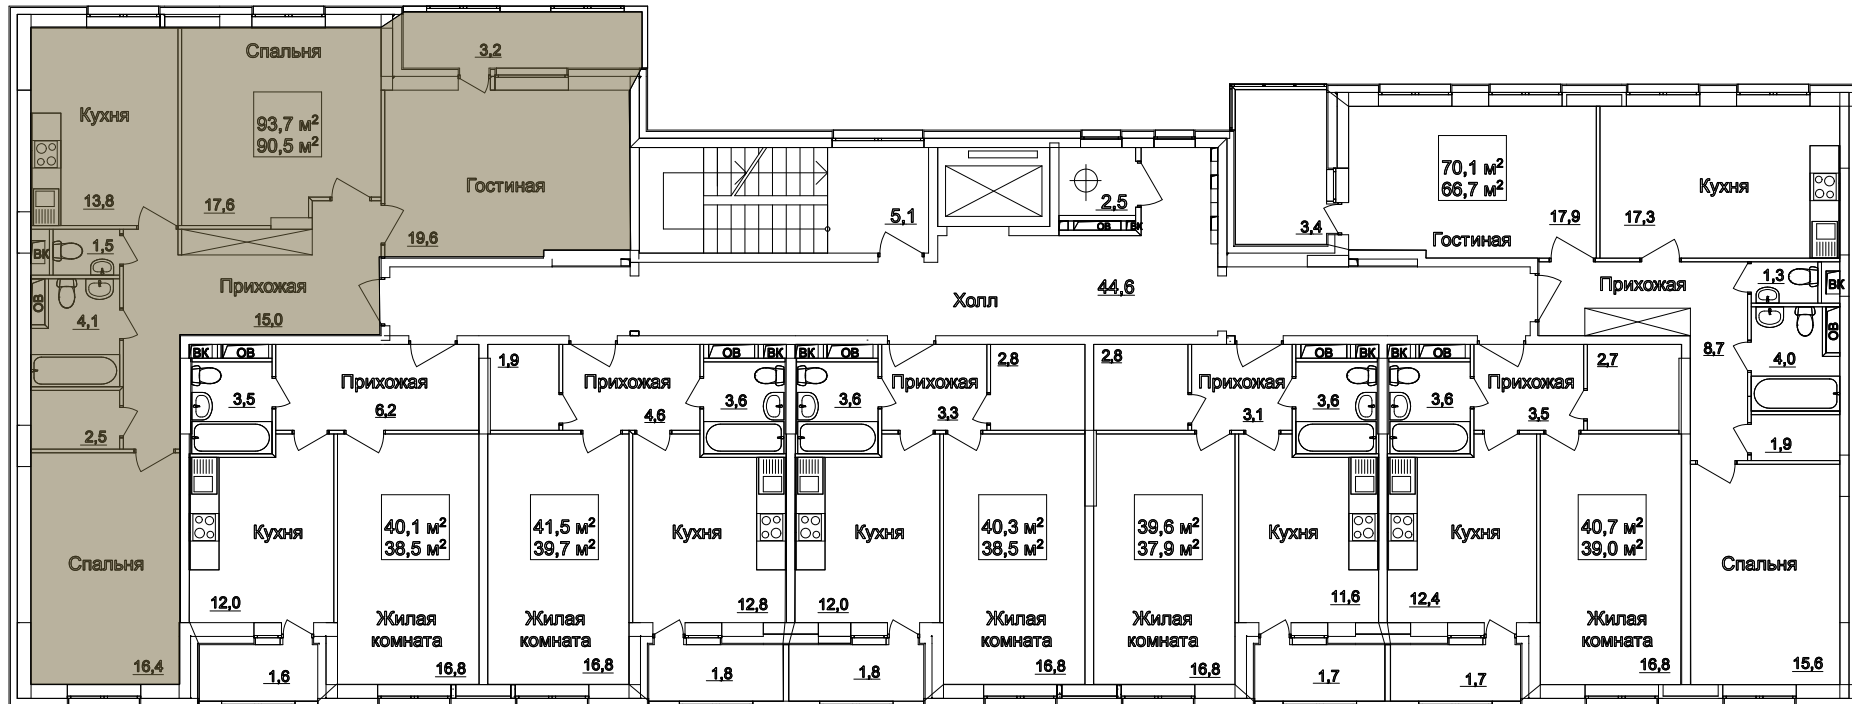 Спальня
3,2
Кухня
93,7 м²
90,5 м²
13,8
17,6
Гостиная
19,6
1,5
ВК
ОВ
4,1
Прихожая
15,0
2,5
Спальня
16,4
5,1
2,5
ОВ
ВК
Холл
44,6
3,4
70,1 м²
66,7 м²
17,9
Гостиная
Кухня
17,3
Прихожая
1,3
ВК
ОВ
8,7
4,0
1,9
Спальня
15,6
ВК
ОВ
3,5
Прихожая
6,2
Кухня
12,0
1,6
40,1 м²
38,5 м²
Жилая
комната
16,8
1,9
Прихожая
4,6
ОВ
ВК
3,6
41,5 м²
39,7 м²
Жилая
комната
16,8
Кухня
12,8
1,8
ВК
ОВ
3,6
Прихожая
3,3
2,8
Кухня
12,0
1,8
40,3 м²
38,5 м²
Жилая
комната
16,8
2,8
Прихожая
3,1
ОВ
ВК
3,6
39,6 м²
37,9 м²
Жилая
комната
16,8
Кухня
11,6
1,7
ВК
ОВ
3,6
Прихожая
3,5
2,7
Кухня
12,4
1,7
40,7 м²
39,0 м²
Жилая
комната
16,8